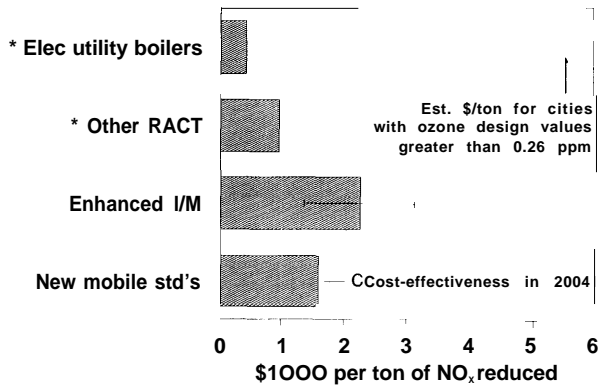 * Elec utility boilers
Est. $/ton for cities
with ozone design values
greater than 0.26 ppm
* Other RACT
Enhanced I/M
New mobile std's
CCost-effectiveness in 2004
0 1 2 3 4 5 6
$1000 per ton of NOx reduced